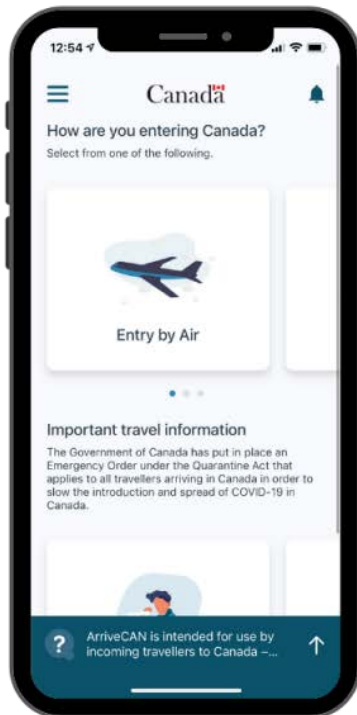 12:54
Canada
How are you entering Canada?
Select from one of the following.
Entry by Air
Important travel information
The Government of Canada has put in place an
Emergency Order under the Quarantine Act that
applies to all travellers arriving in Canada in order to
slow the introduction and spread of COVID-19 in
Canada.
?
ArriveCAN is intended for use by
incoming travellers to Canada –...